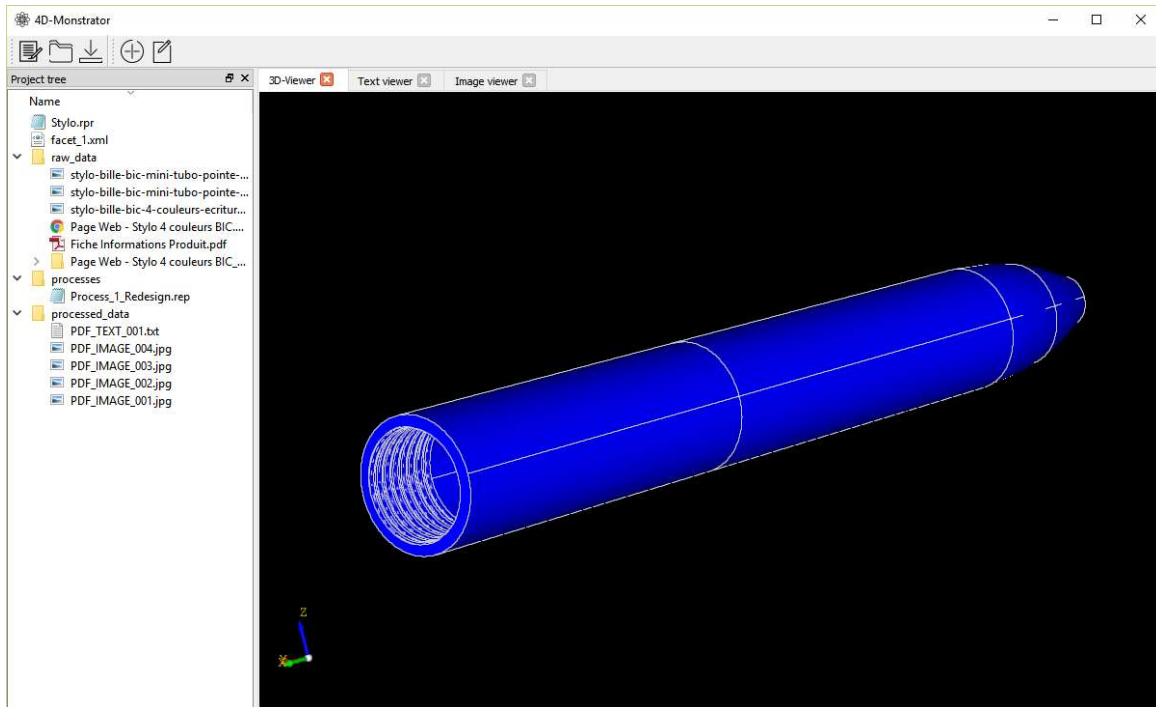 4D-Monstrator
Project tree
3D-Viewer Text viewer Image viewer
Name
Stylo.rpr
facet_1.xml
raw_data
stylo-bille-bic-mini-tubo-pointe-...
stylo-bille-bic-mini-tubo-pointe-...
stylo-bille-bic-4-couleurs-ecritur...
Page Web - Stylo 4 couleurs BIC....
Fiche Informations Produit.pdf
Page Web - Stylo 4 couleurs BIC_...
processes
Process_1_Redesign.rep
processed_data
PDF_TEXT_001.txt
PDF_IMAGE_004.jpg
PDF_IMAGE_003.jpg
PDF_IMAGE_002.jpg
PDF_IMAGE_001.jpg
Z